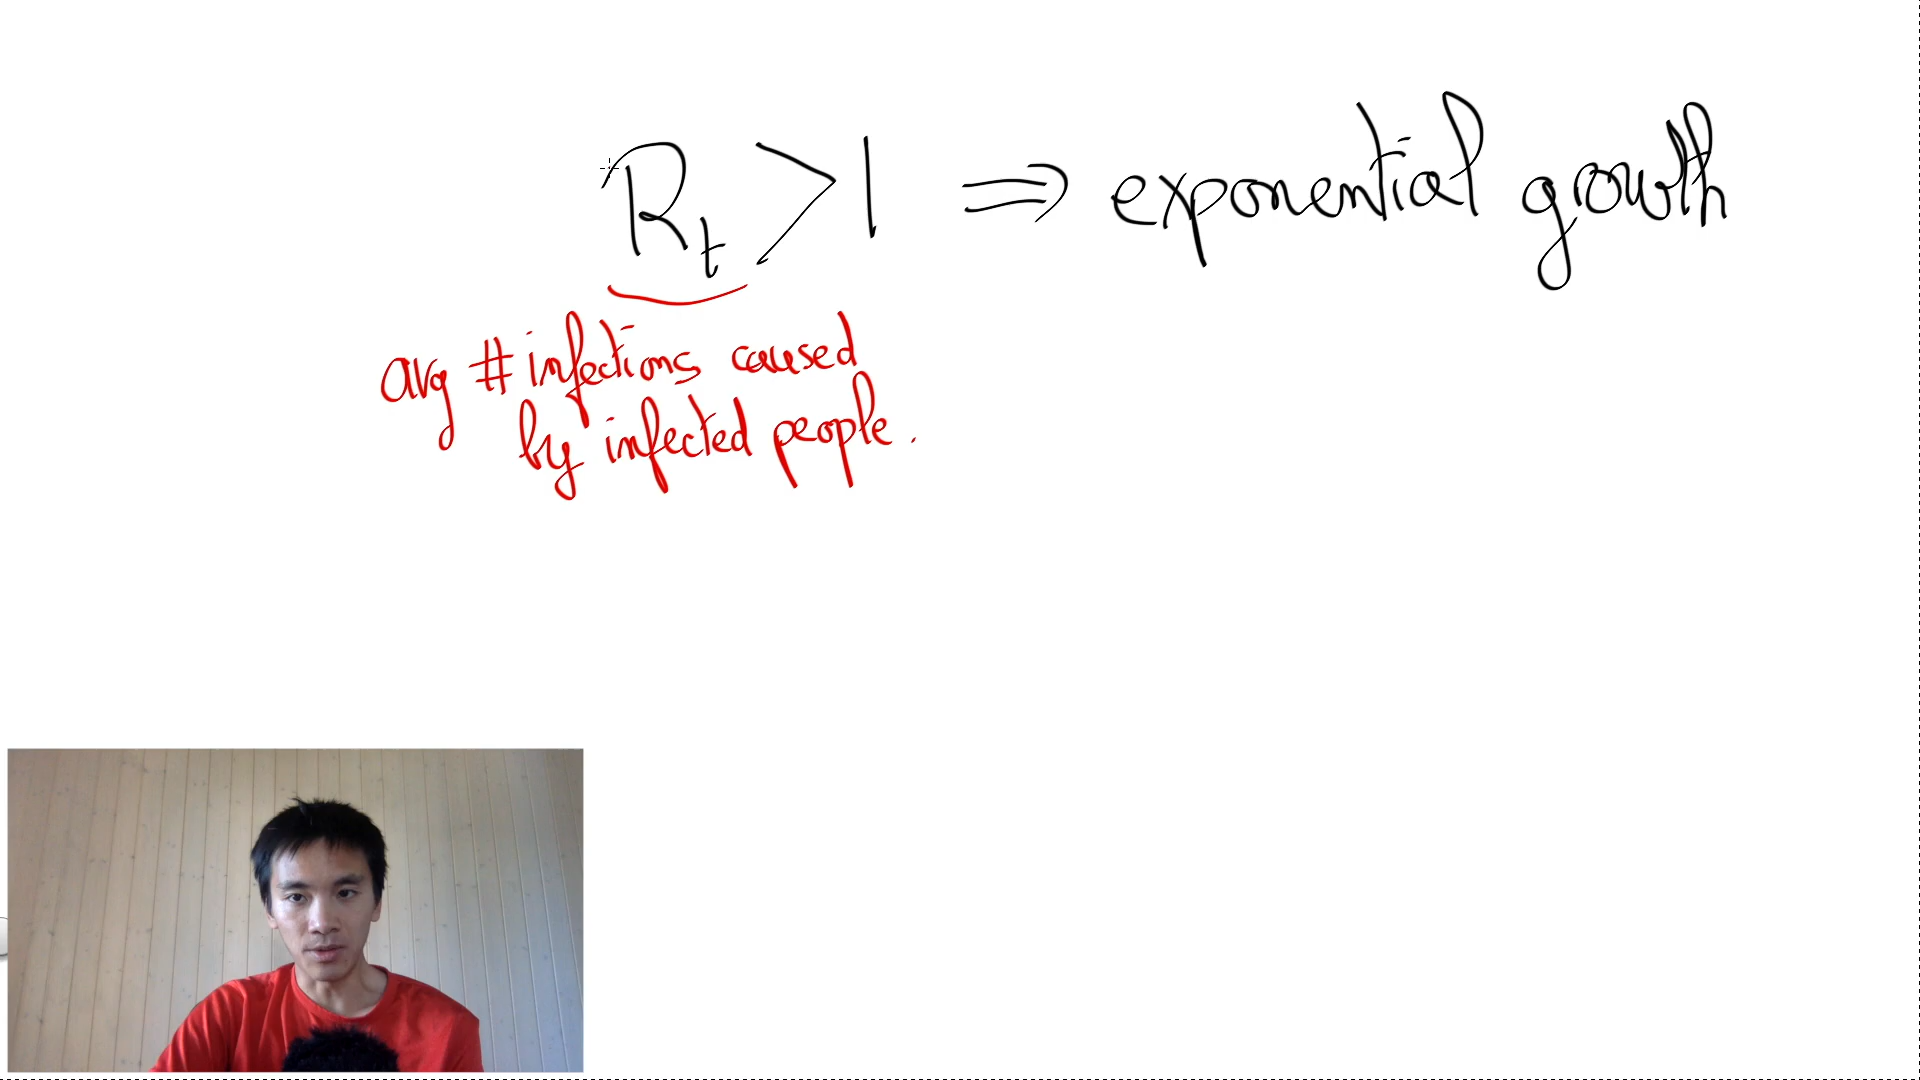 Rt > 1 ⇒ exponential growth
avg # infections caused
by infected people.